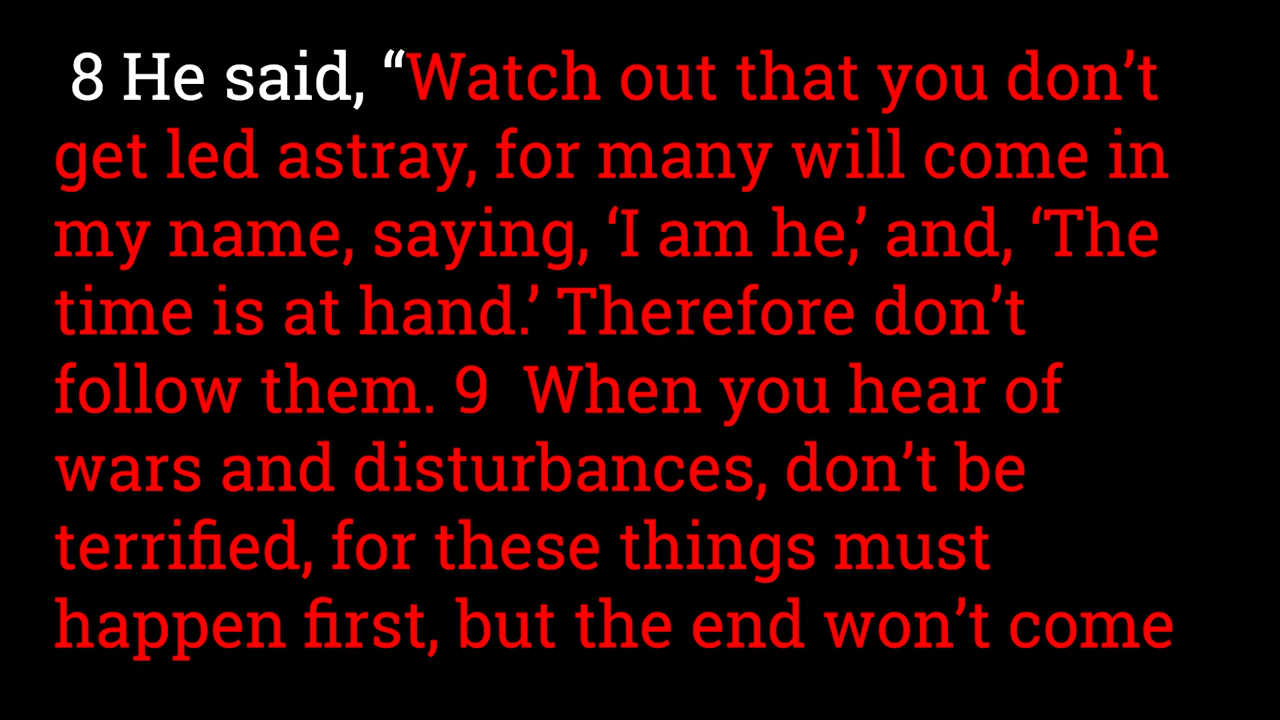 8 He said, “Watch out that you don’t
get led astray, for many will come in
my name, saying, ‘I am he,’ and, ‘The
time is at hand.’ Therefore don’t
follow them. 9  When you hear of
wars and disturbances, don’t be
terrified, for these things must
happen first, but the end won’t come